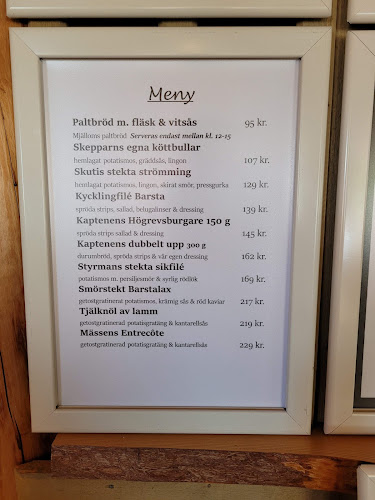 Meny
Paltbröd m. fläsk & vitsås 95 kr.
Mjälloms paltbröd Serveras endast mellan kl. 12-15
Skepparns egna köttbullar
hemlagat potatismos, gräddsås, lingon 107 kr.
Skutis stekta strömming
hemlagat potatismos, lingon, skirat smör, pressgurka 129 kr.
Kycklingfilé Barsta
spröda strips, sallad, belugalinser & dressing 139 kr.
Kaptenens Högrevsburgare 150 g
spröda strips sallad & dressing 145 kr.
Kaptenens dubbelt upp 300 g
durumbröd, spröda strips & vår egen dressing 162 kr.
Styrmans stekta sikfilé
potatismos m. persiljesmör & syrlig rödlök 169 kr.
Smörstekt Barstalax
getostgratinerat potatismos, krämig sås & röd kaviar 217 kr.
Tjälknöl av lamm
getostgratinerad potatisgratäng & kantarellsås 219 kr.
Mässens Entrecôte
getostgratinerad potatisgratäng & kantarellsås 229 kr.